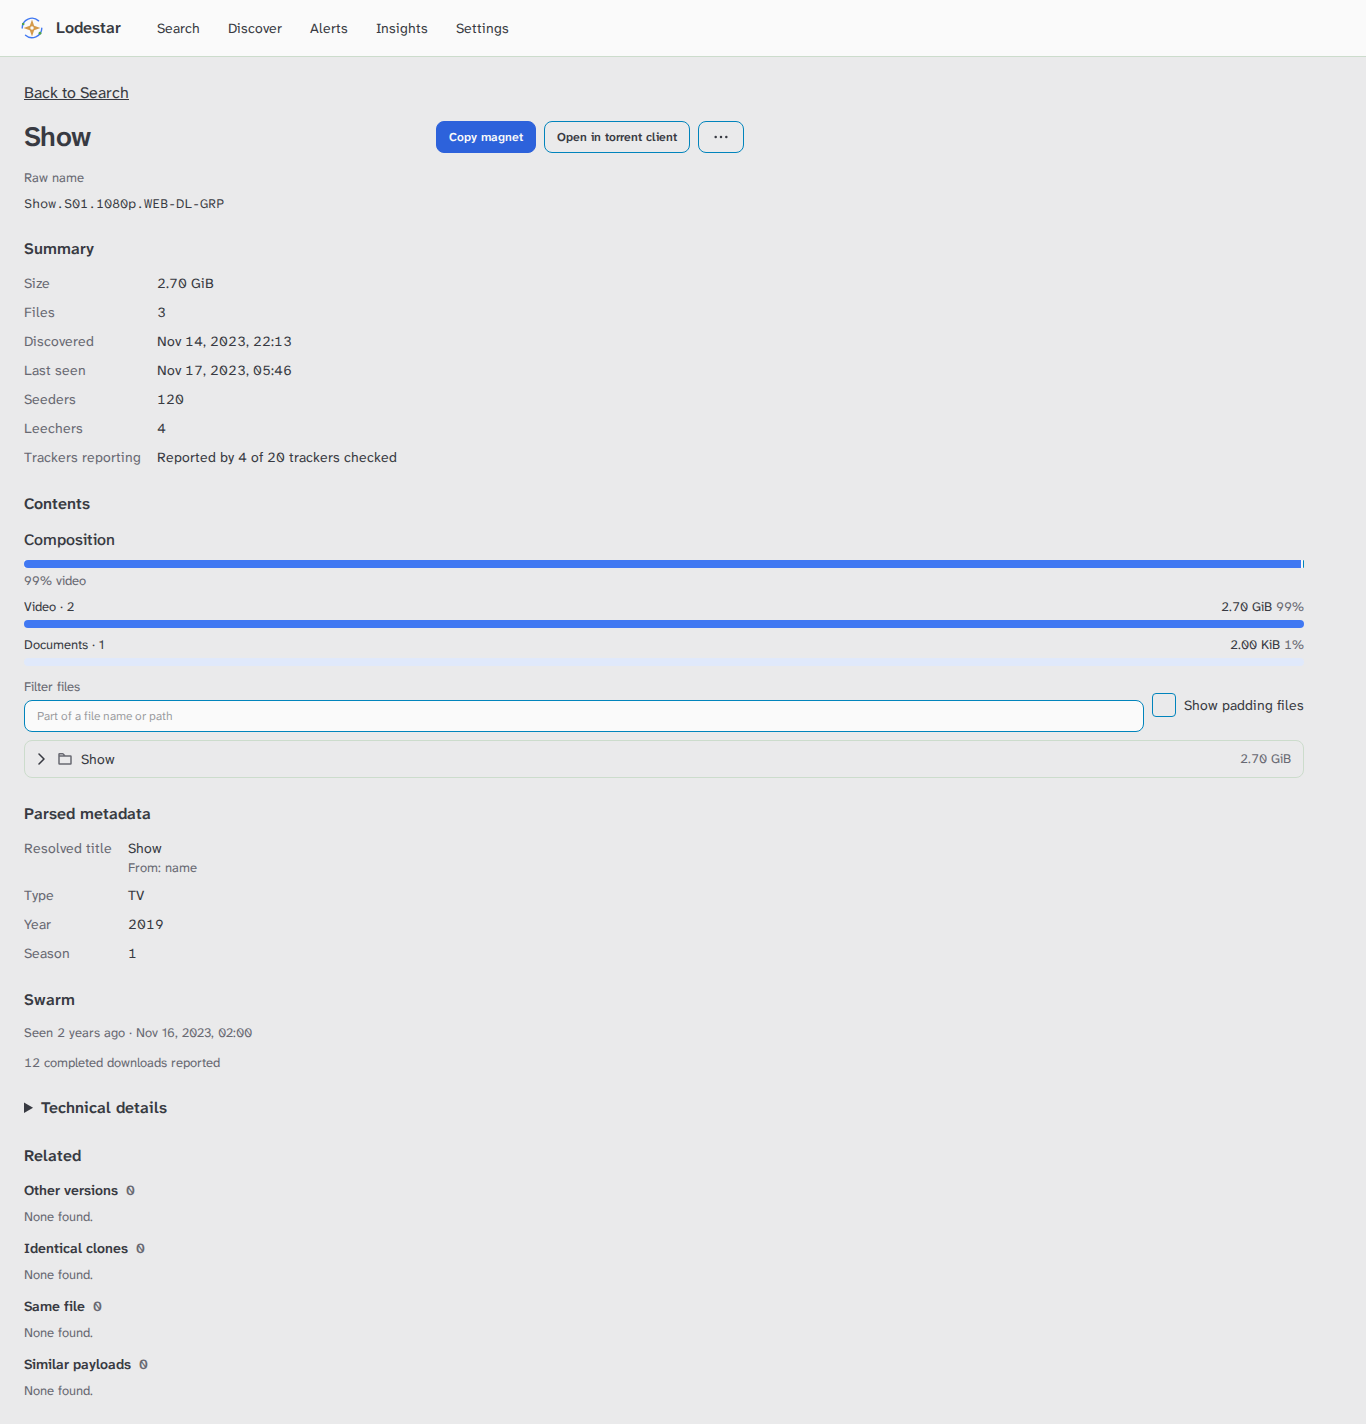 Lodestar Search Discover Alerts Insights Settings
Back to Search
Show Copy magnet Open in torrent client ···
Raw name
Show.S01.1080p.WEB-DL-GRP
Summary
Size 2.70 GiB
Files 3
Discovered Nov 14, 2023, 22:13
Last seen Nov 17, 2023, 05:46
Seeders 120
Leechers 4
Trackers reporting Reported by 4 of 20 trackers checked
Contents
Composition
99% video
Video · 2 2.70 GiB 99%
Documents · 1 2.00 KiB 1%
Filter files
Part of a file name or path
Show padding files
Show 2.70 GiB
Parsed metadata
Resolved title Show
From: name
Type TV
Year 2019
Season 1
Swarm
Seen 2 years ago · Nov 16, 2023, 02:00
12 completed downloads reported
Technical details
Related
Other versions 0
None found.
Identical clones 0
None found.
Same file 0
None found.
Similar payloads 0
None found.